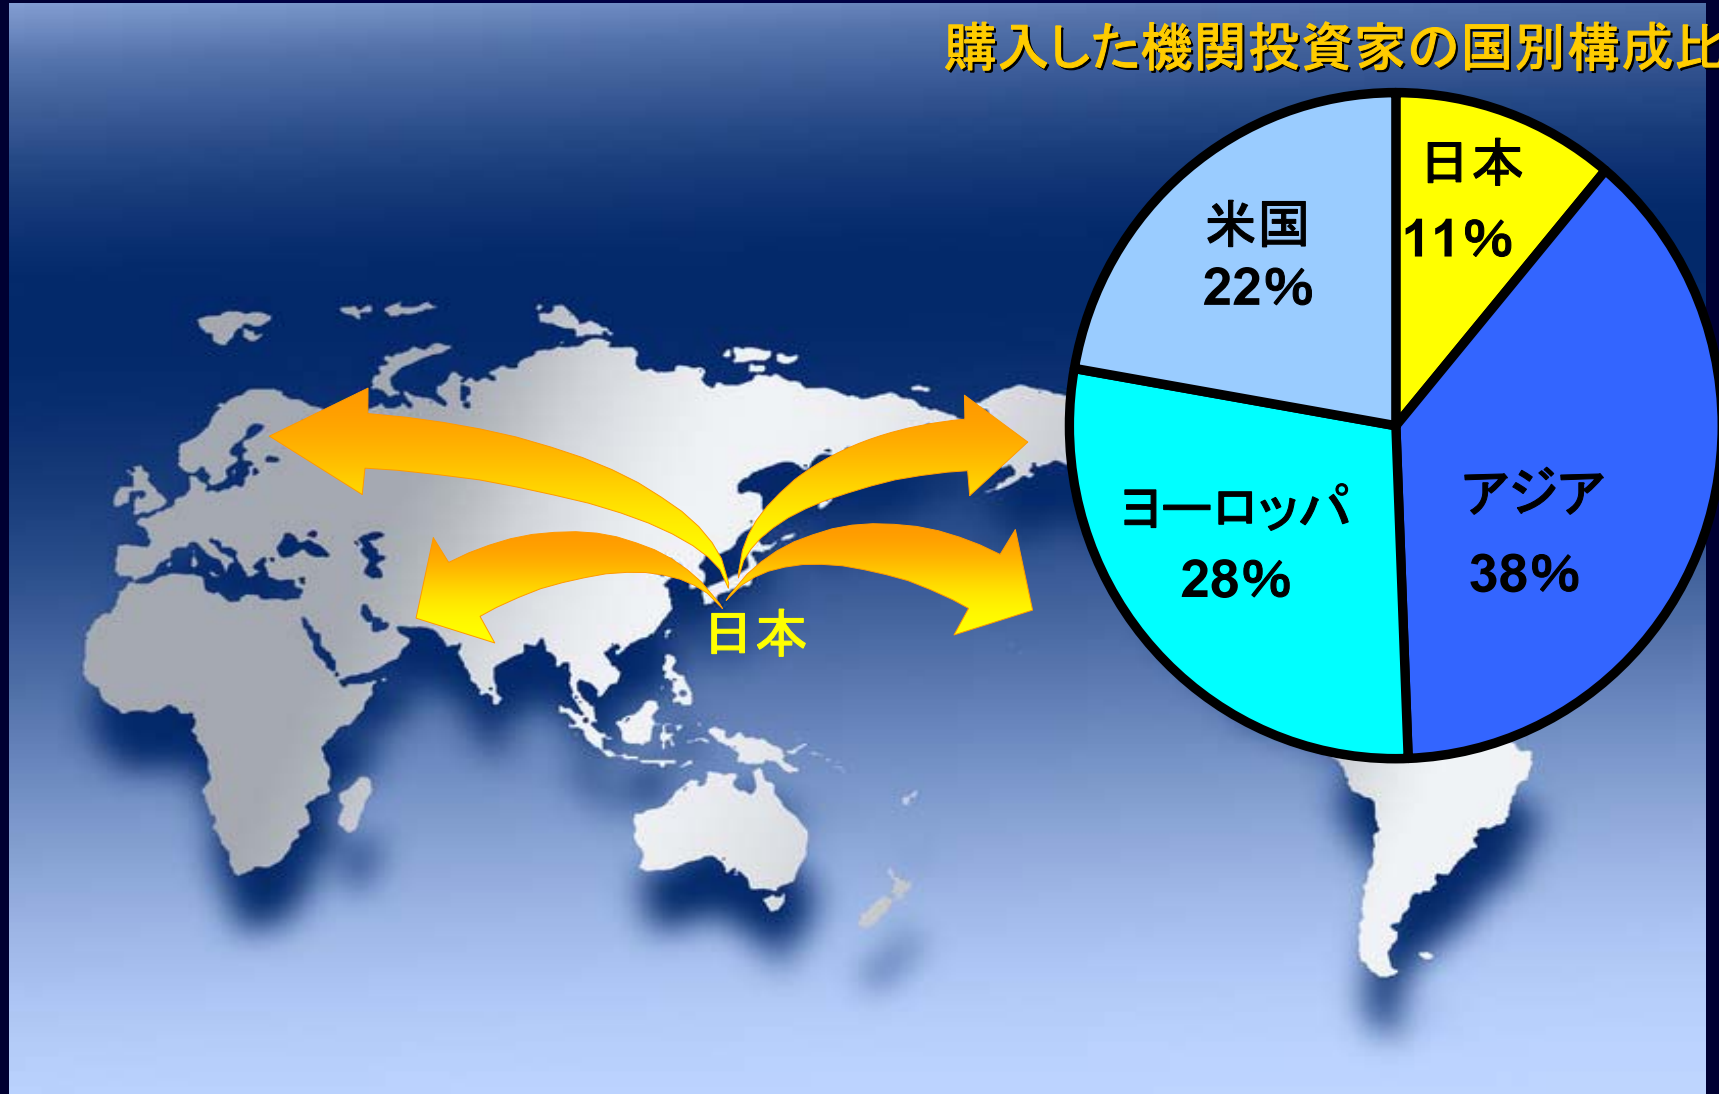 購入した機関投資家の国別構成比
日本
11%
米国
22%
アジア
38%
ヨーロッパ
28%
日本